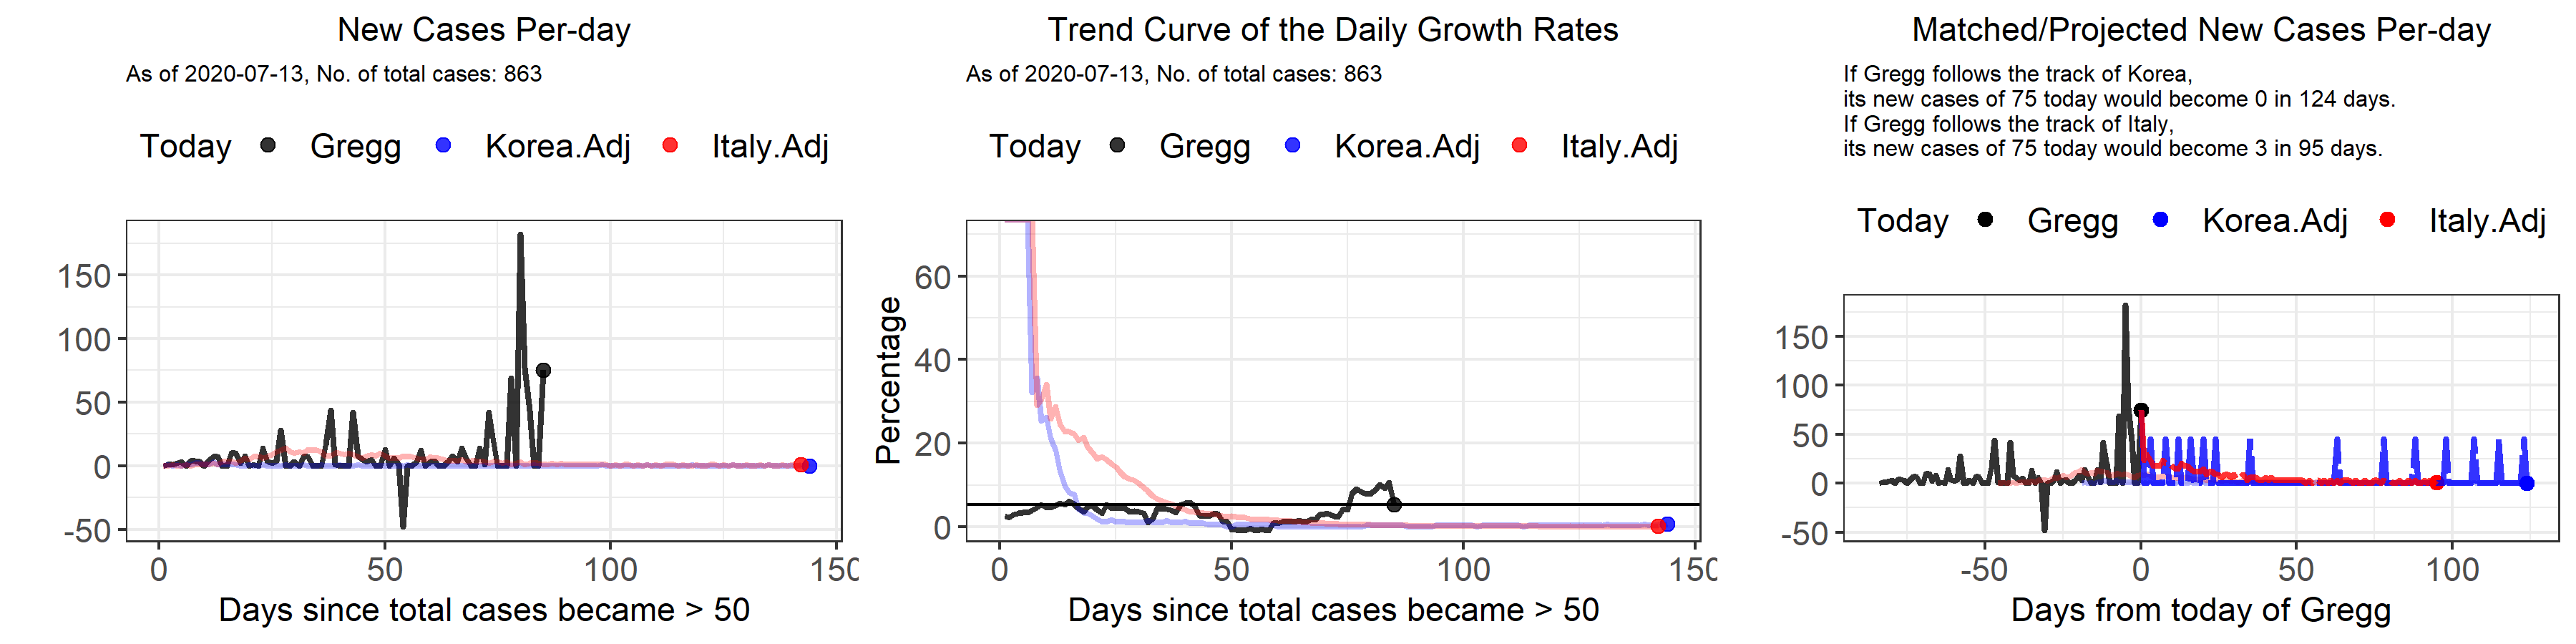 New Cases Per-day
As of 2020-07-13, No. of total cases: 863
Today Gregg Korea.Adj Italy.Adj
150
100
50
0
-50
0 50 100 150
Days since total cases became > 50
Trend Curve of the Daily Growth Rates
As of 2020-07-13, No. of total cases: 863
Today Gregg Korea.Adj Italy.Adj
Percentage
60
40
20
0
0 50 100 150
Days since total cases became > 50
Matched/Projected New Cases Per-day
If Gregg follows the track of Korea,
its new cases of 75 today would become 0 in 124 days.
If Gregg follows the track of Italy,
its new cases of 75 today would become 3 in 95 days.
Today Gregg Korea.Adj Italy.Adj
150
100
50
0
-50
-50 0 50 100
Days from today of Gregg